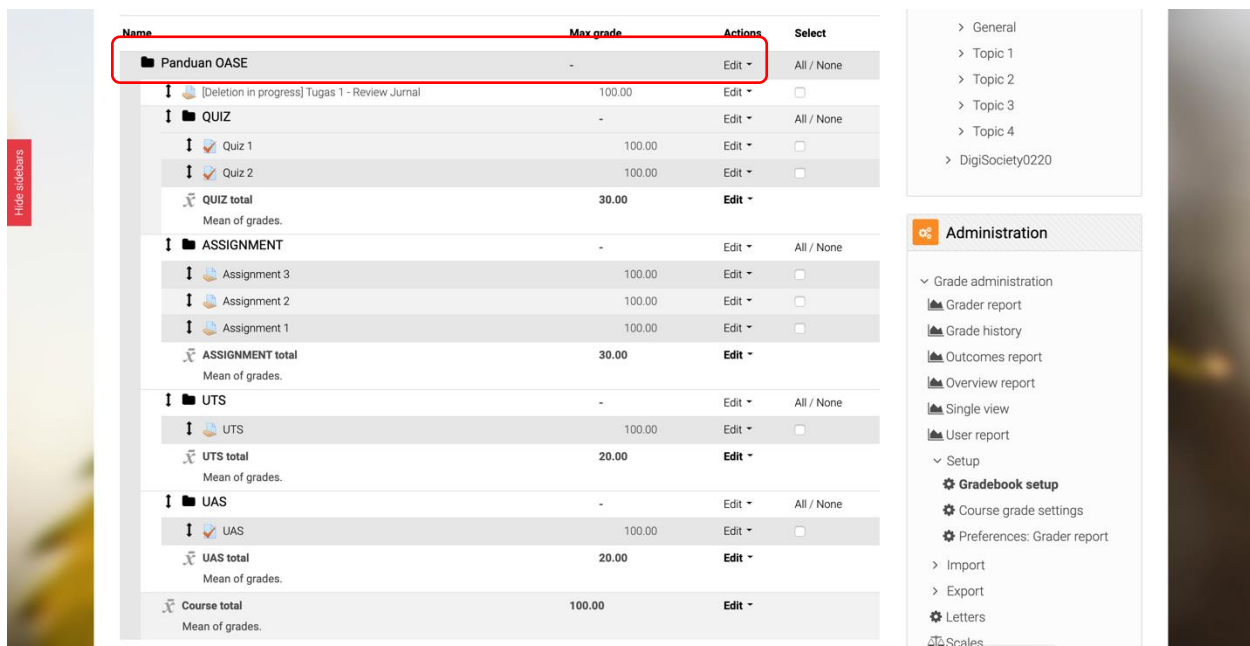 Name Max grade Actions Select
Panduan OASE - Edit All / None
[Deletion in progress] Tugas 1 - Review Jurnal 100.00 Edit
QUIZ - Edit All / None
Quiz 1 100.00 Edit
Quiz 2 100.00 Edit
QUIZ total 30.00 Edit
Mean of grades.
ASSIGNMENT - Edit All / None
Assignment 3 100.00 Edit
Assignment 2 100.00 Edit
Assignment 1 100.00 Edit
ASSIGNMENT total 30.00 Edit
Mean of grades.
UTS - Edit All / None
UTS 100.00 Edit
UTS total 20.00 Edit
Mean of grades.
UAS - Edit All / None
UAS 100.00 Edit
UAS total 20.00 Edit
Mean of grades.
Course total 100.00 Edit
Mean of grades.
Hide sidebars
General
Topic 1
Topic 2
Topic 3
Topic 4
DigiSociety0220
Administration
Grade administration
Grader report
Grade history
Outcomes report
Overview report
Single view
User report
Setup
Gradebook setup
Course grade settings
Preferences: Grader report
Import
Export
Letters
Scales